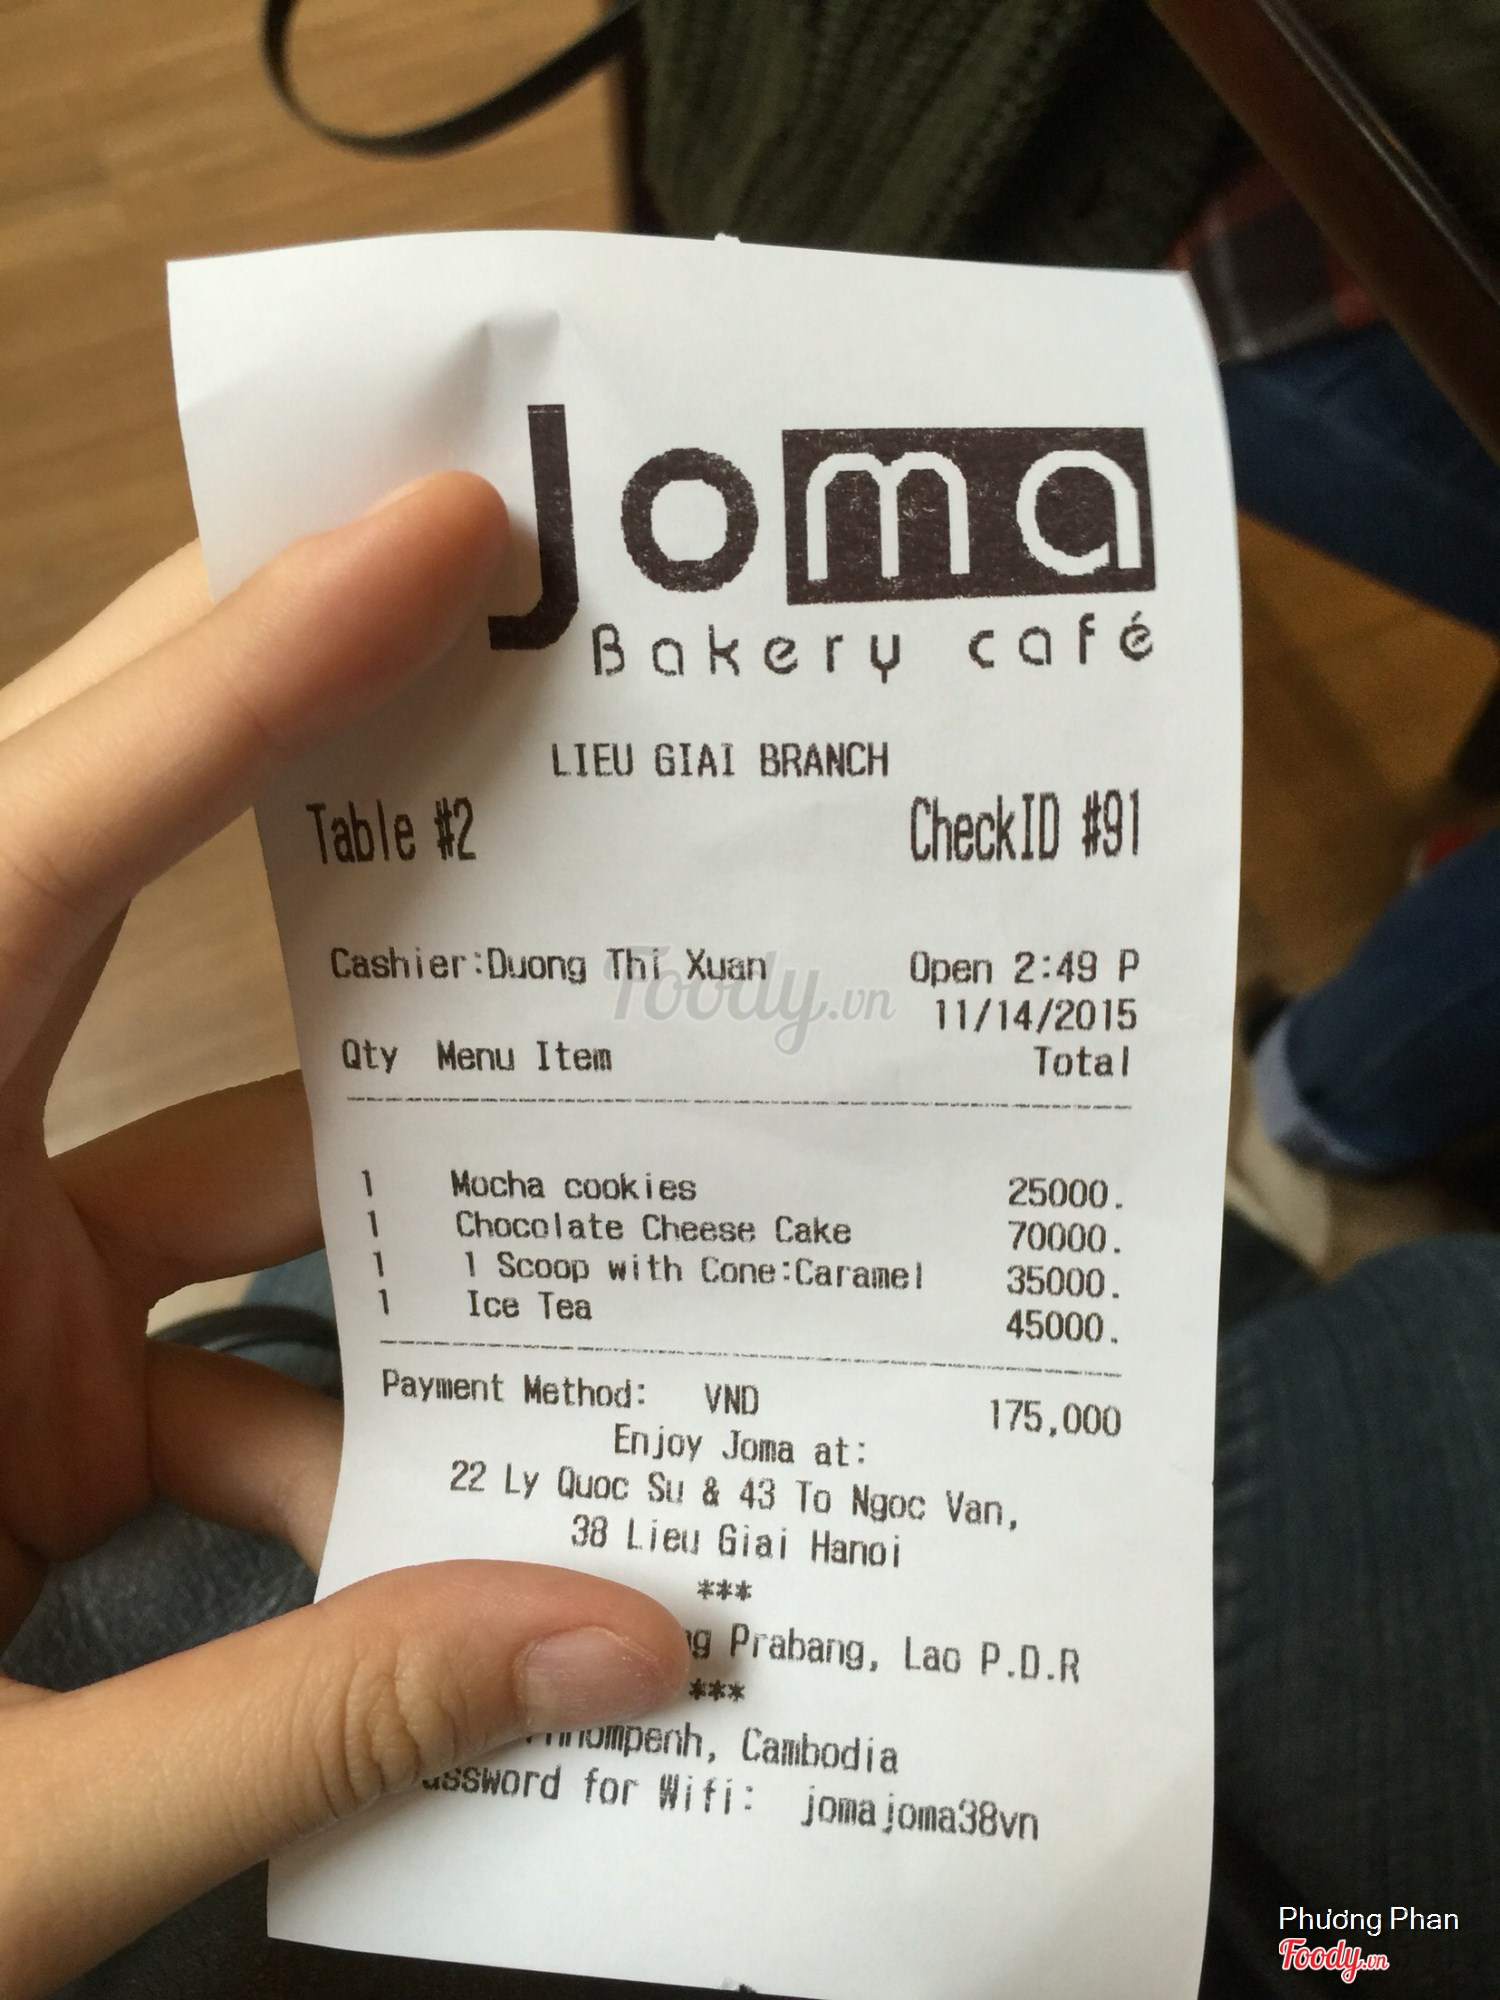 Joma
Bakery café
LIEU GIAI BRANCH
Table #2 CheckID #91
Cashier:Duong Thi Xuan Open 2:49 P
11/14/2015
Qty Menu Item Total
1 Mocha cookies 25000.
1 Chocolate Cheese Cake 70000.
1 1 Scoop with Cone:Caramel 35000.
1 Ice Tea 45000.
Payment Method: VND 175,000
Enjoy Joma at:
22 Ly Quoc Su & 43 To Ngoc Van,
38 Lieu Giai Hanoi
***
Prabang, Lao P.D.R
***
Cambodia
for Wifi: jomajoma38vn
Foody.vn
Phương Phan
Foody.vn